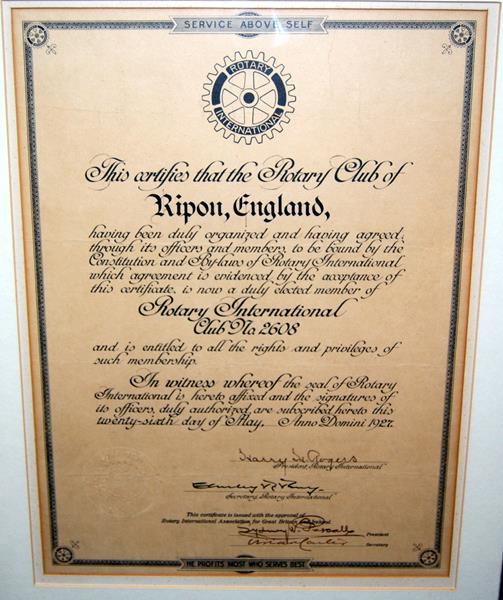 SERVICE ABOVE SELF
ROTARY
INTERNATIONAL
This certifies that the Rotary Club of
Ripon, England,
having been duly organized and having agreed,
through its officers and members, to be bound by the
Constitution and By-laws of Rotary International
which agreement is evidenced by the acceptance of
this certificate, is now a duly elected member of
Rotary International
Club No. 2608
and is entitled to all the rights and privileges of
such membership.
In witness whereof the seal of Rotary
International is hereto affixed and the signatures of
its officers, duly authorized, are subscribed hereto this
twenty-sixth day of May, Anno Domini 1927.
Harry H. Rogers
President, Rotary International
Secretary, Rotary International
This certificate is issued with the approval of
Rotary International Association for Great Britain and Ireland.
Sydney W. Pascall
President
Secretary
HE PROFITS MOST WHO SERVES BEST